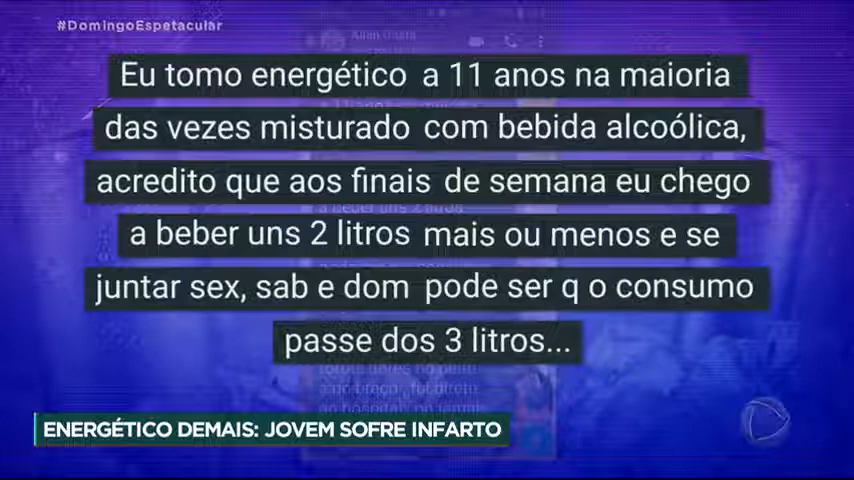 #DomingoEspetacular
Eu tomo energético a 11 anos na maioria
das vezes misturado com bebida alcoólica,
acredito que aos finais de semana eu chego
a beber uns 2 litros mais ou menos e se
juntar sex, sab e dom pode ser q o consumo
passe dos 3 litros...
ENERGÉTICO DEMAIS: JOVEM SOFRE INFARTO